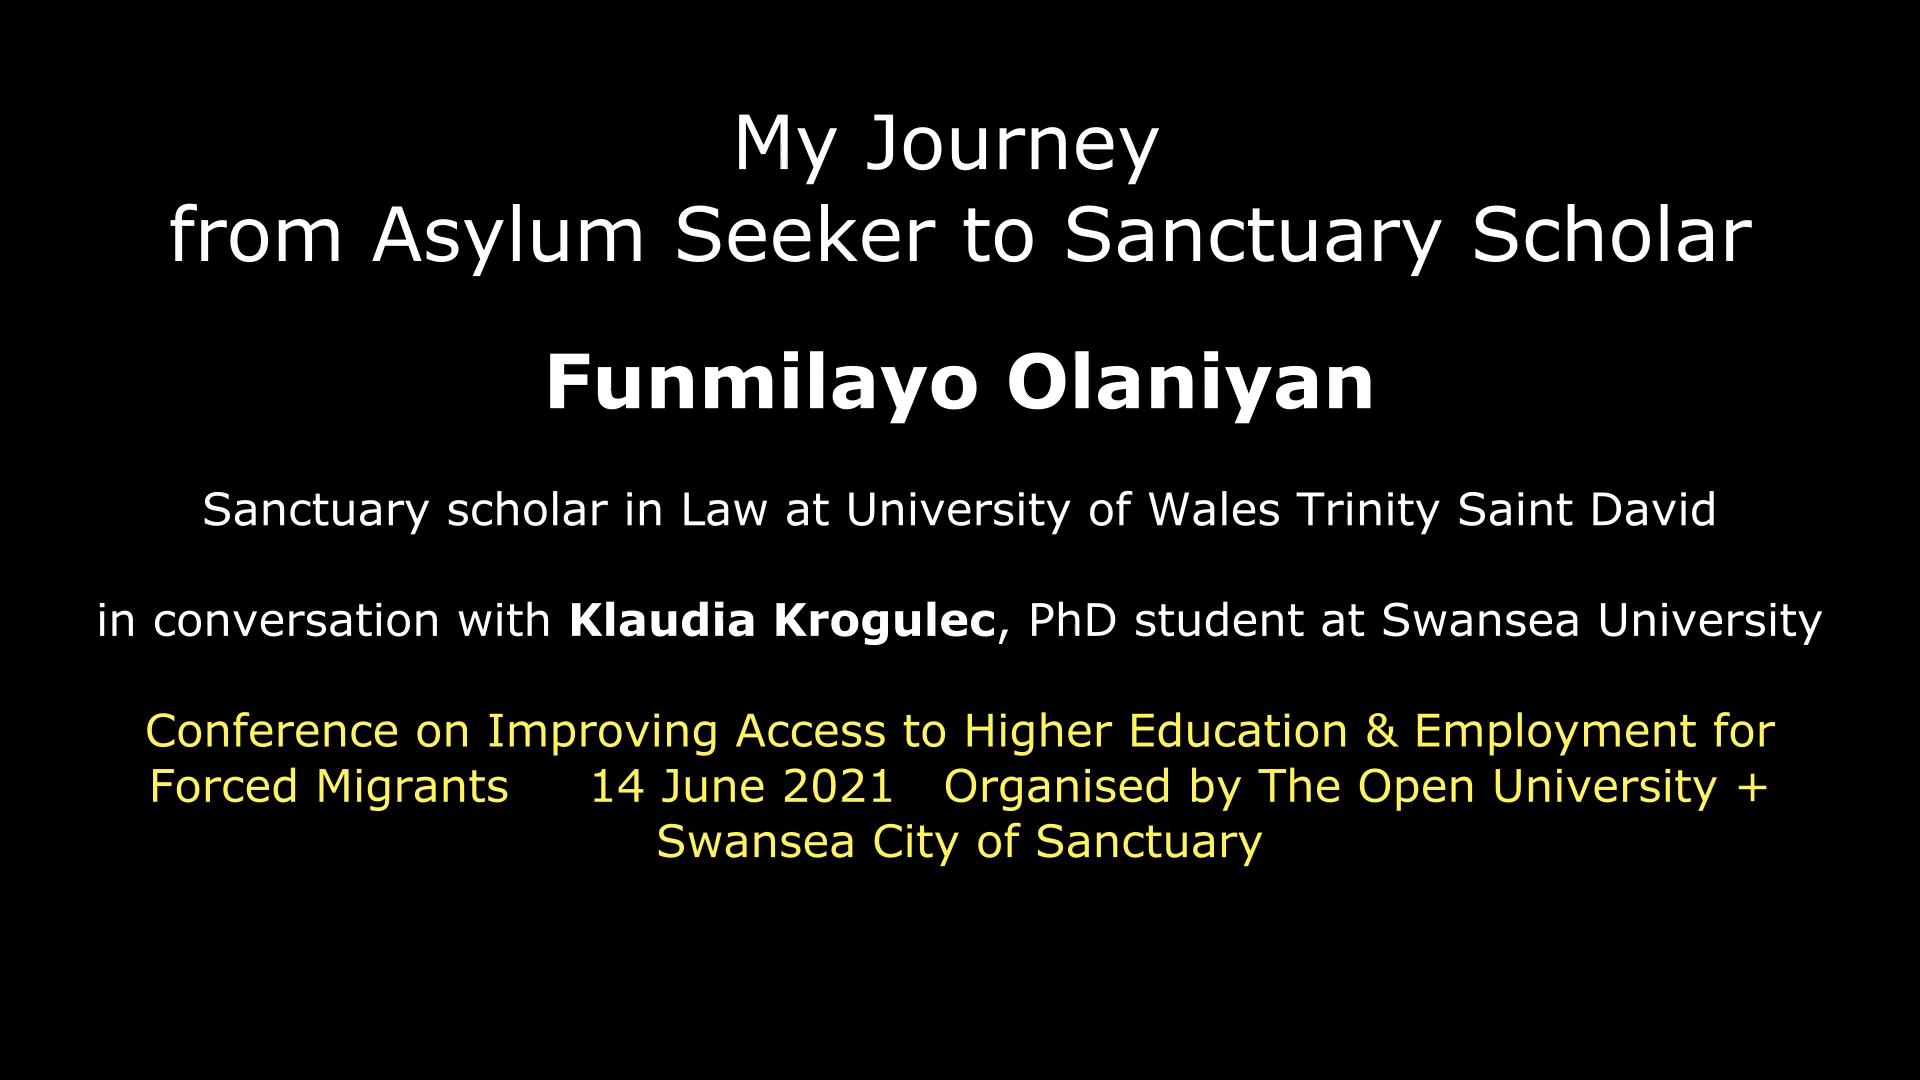 My Journey
from Asylum Seeker to Sanctuary Scholar
Funmilayo Olaniyan
Sanctuary scholar in Law at University of Wales Trinity Saint David
in conversation with Klaudia Krogulec, PhD student at Swansea University
Conference on Improving Access to Higher Education & Employment for
Forced Migrants 14 June 2021 Organised by The Open University +
Swansea City of Sanctuary